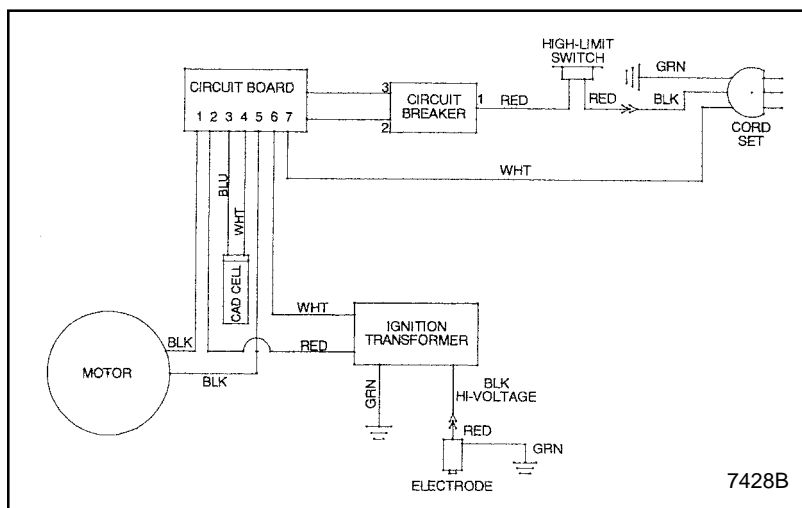 HIGH-LIMIT
SWITCH
GRN
CIRCUIT BOARD
3
CIRCUIT
BREAKER
1
RED
RED
BLK
2
CORD
SET
1 2 3 4 5 6 7
WHT
BLU
WHT
CAD CELL
WHT
IGNITION
TRANSFORMER
BLK
RED
MOTOR
BLK
GRN
BLK
HI-VOLTAGE
RED
GRN
ELECTRODE
7428B